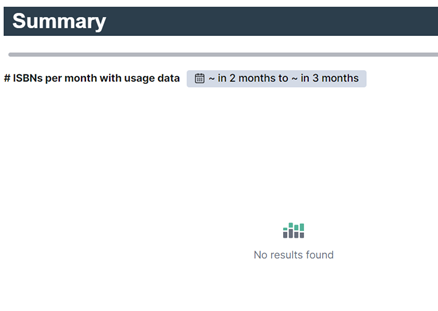 Summary
# ISBNs per month with usage data ~ in 2 months to ~ in 3 months
No results found